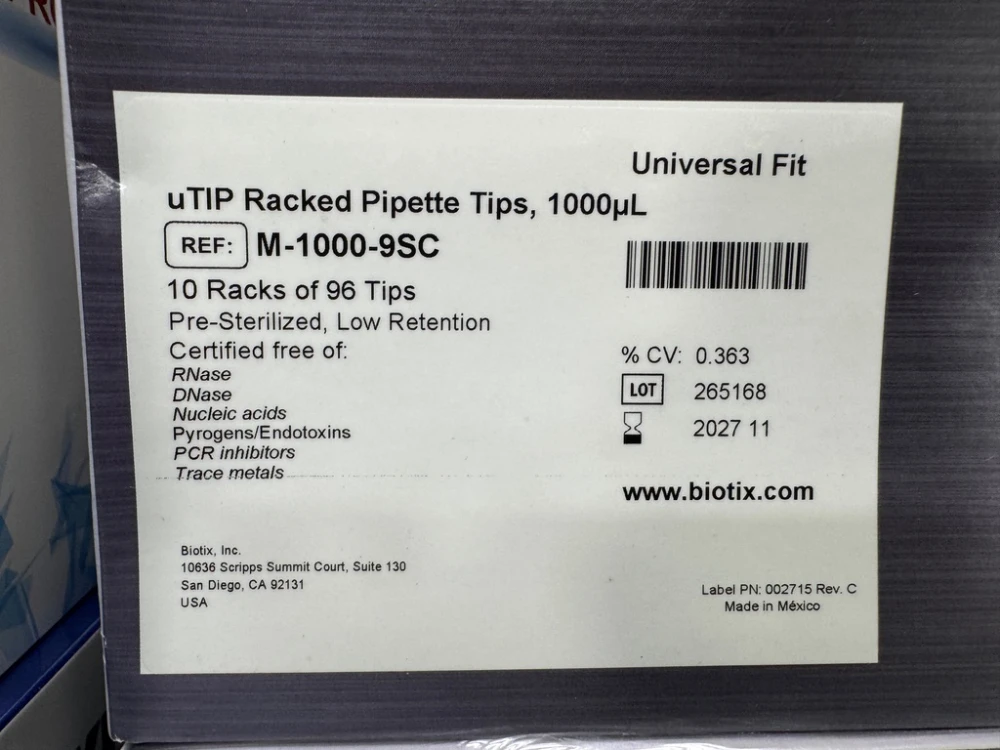 Universal Fit
uTIP Racked Pipette Tips, 1000µL
REF: M-1000-9SC
10 Racks of 96 Tips
Pre-Sterilized, Low Retention
Certified free of:
RNase
DNase
Nucleic acids
Pyrogens/Endotoxins
PCR inhibitors
Trace metals
% CV: 0.363
LOT 265168
2027 11
www.biotix.com
Biotix, Inc.
10636 Scripps Summit Court, Suite 130
San Diego, CA 92131
USA
Label PN: 002715 Rev. C
Made in México